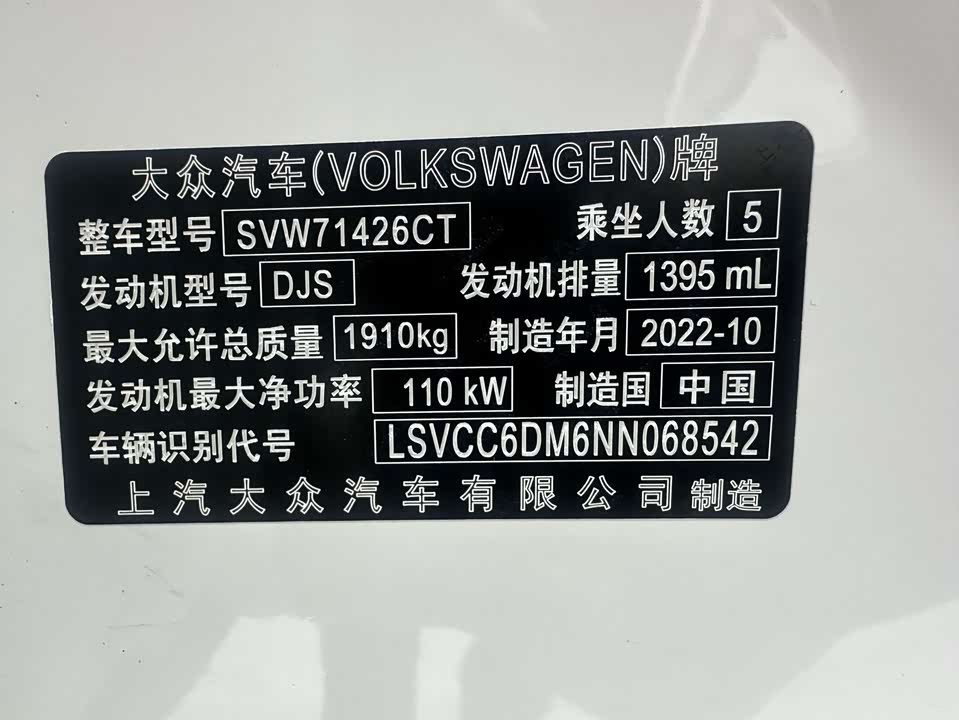 大众汽车(VOLKSWAGEN)牌
整车型号 SVW71426CT 乘坐人数 5
发动机型号 DJS 发动机排量 1395 mL
最大允许总质量 1910kg 制造年月 2022-10
发动机最大净功率 110 kW 制造国 中国
车辆识别代号 LSVCC6DM6NN068542
上汽大众汽车有限公司制造